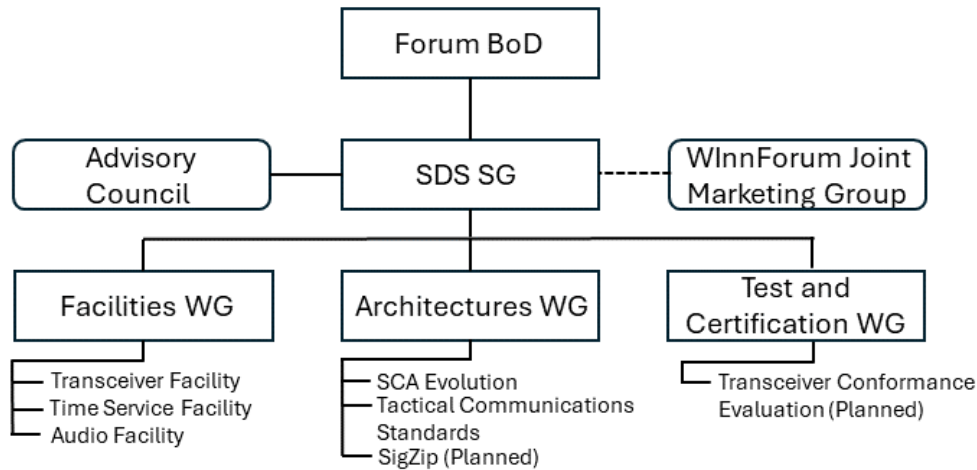 Forum BoD
Advisory
Council
SDS SG
WInnForum Joint
Marketing Group
Facilities WG
Architectures WG
Test and
Certification WG
Transceiver Facility
Time Service Facility
Audio Facility
SCA Evolution
Tactical Communications
Standards
SigZip (Planned)
Transceiver Conformance
Evaluation (Planned)